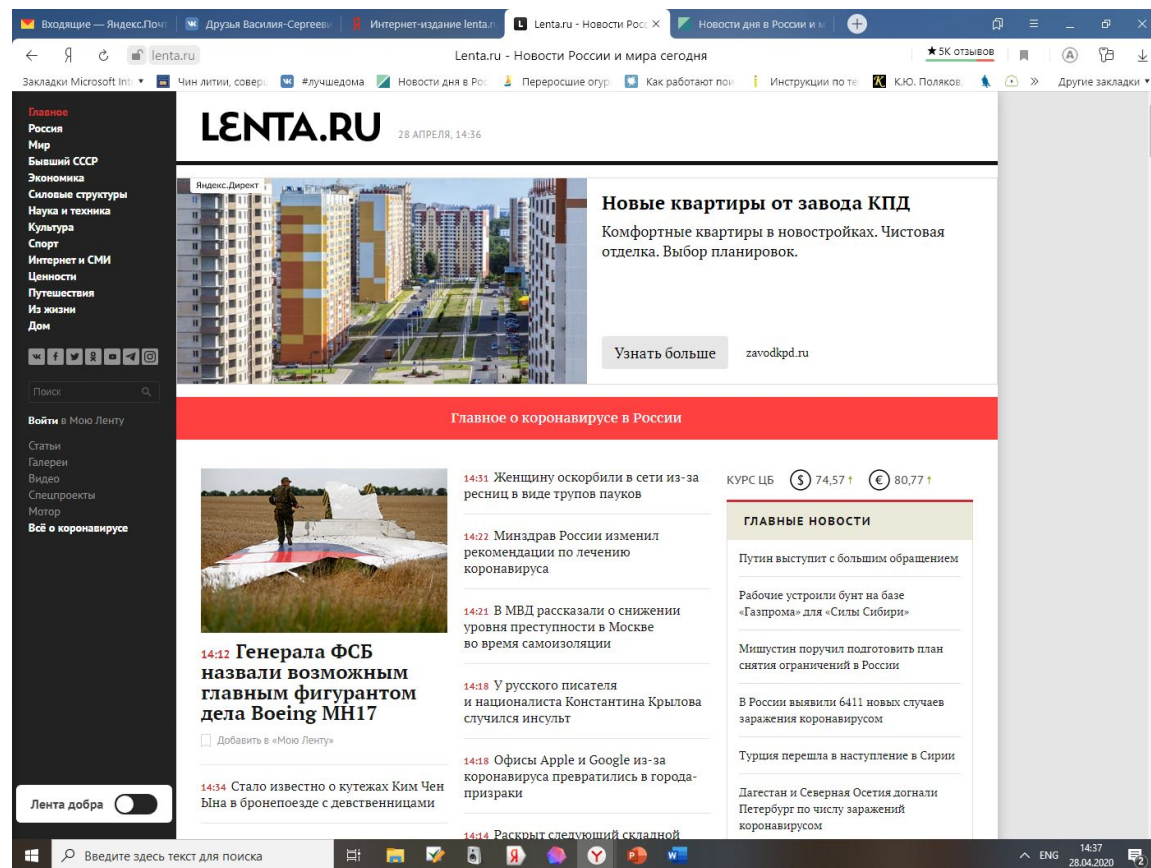 Входящие — Яндекс.Почт
Друзья Василия-Сергееви
Интернет-издание lenta.ru
Lenta.ru - Новости Росс
Новости дня в России и м
lenta.ru
Lenta.ru - Новости России и мира сегодня
★ 5K отзывов
Закладки Microsoft Int
Чин литии, соверш
#лучшедома
Новости дня в Рос
Переросшие огур
Как работают пои
Инструкции по те
К.Ю. Поляков,
Другие закладки
Главное
Россия
Мир
Бывший СССР
Экономика
Силовые структуры
Наука и техника
Культура
Спорт
Интернет и СМИ
Ценности
Путешествия
Из жизни
Дом
Поиск
Войти в Мою Ленту
Статьи
Галереи
Видео
Спецпроекты
Мотор
Всё о коронавирусе
Лента добра
LENTA.RU
28 АПРЕЛЯ, 14:36
Яндекс.Директ
Новые квартиры от завода КПД
Комфортные квартиры в новостройках. Чистовая
отделка. Выбор планировок.
Узнать больше
zavodkpd.ru
Главное о коронавирусе в России
14:12 Генерала ФСБ
назвали возможным
главным фигурантом
дела Boeing MH17
Добавить в «Мою Ленту»
14:34 Стало известно о кутежах Ким Чен
Ына в бронепоезде с девственницами
14:31 Женщину оскорбили в сети из-за
ресниц в виде трупов пауков
14:22 Минздрав России изменил
рекомендации по лечению
коронавируса
14:21 В МВД рассказали о снижении
уровня преступности в Москве
во время самоизоляции
14:18 У русского писателя
и националиста Константина Крылова
случился инсульт
14:18 Офисы Apple и Google из-за
коронавируса превратились в города-
призраки
14:14 Раскрыт следующий складной
КУРС ЦБ $ 74,57 ↑ € 80,77 ↑
ГЛАВНЫЕ НОВОСТИ
Путин выступит с большим обращением
Рабочие устроили бунт на базе
«Газпрома» для «Силы Сибири»
Мишустин поручил подготовить план
снятия ограничений в России
В России выявили 6411 новых случаев
заражения коронавирусом
Турция перешла в наступление в Сирии
Дагестан и Северная Осетия догнали
Петербург по числу заражений
коронавирусом
Введите здесь текст для поиска
ENG
14:37
28.04.2020
2